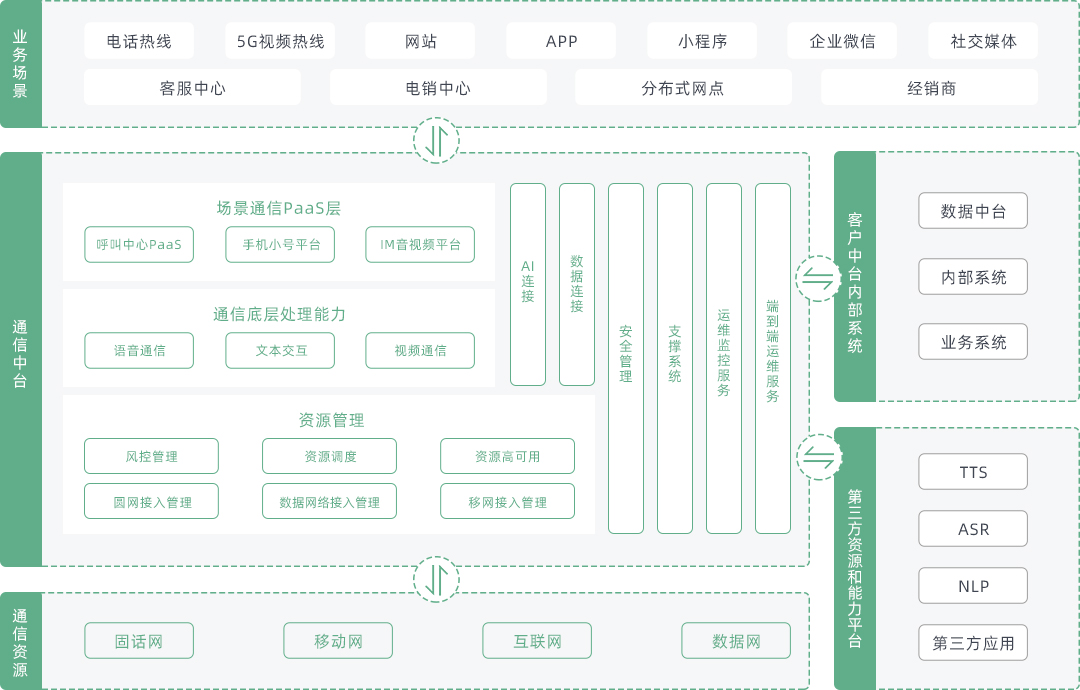 业务场景
电话热线
5G视频热线
网站
APP
小程序
企业微信
社交媒体
客服中心
电销中心
分布式网点
经销商
通信中台
场景通信PaaS层
呼叫中心PaaS
手机小号平台
IM音视频平台
通信底层处理能力
语音通信
文本交互
视频通信
资源管理
风控管理
资源调度
资源高可用
圆网接入管理
数据网络接入管理
移网接入管理
AI连接
数据连接
安全管理
支撑系统
运维监控服务
端到端运维服务
客户中台内部系统
数据中台
内部系统
业务系统
第三方资源和能力平台
TTS
ASR
NLP
第三方应用
通信资源
固话网
移动网
互联网
数据网